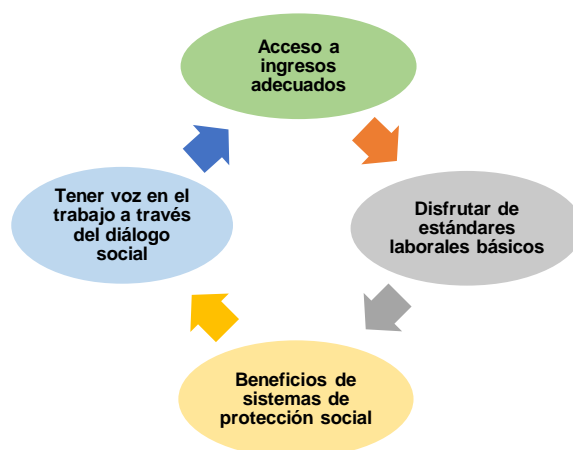 Acceso a
ingresos
adecuados
Disfrutar de
estándares
laborales básicos
Beneficios de
sistemas de
protección social
Tener voz en el
trabajo a través
del diálogo
social